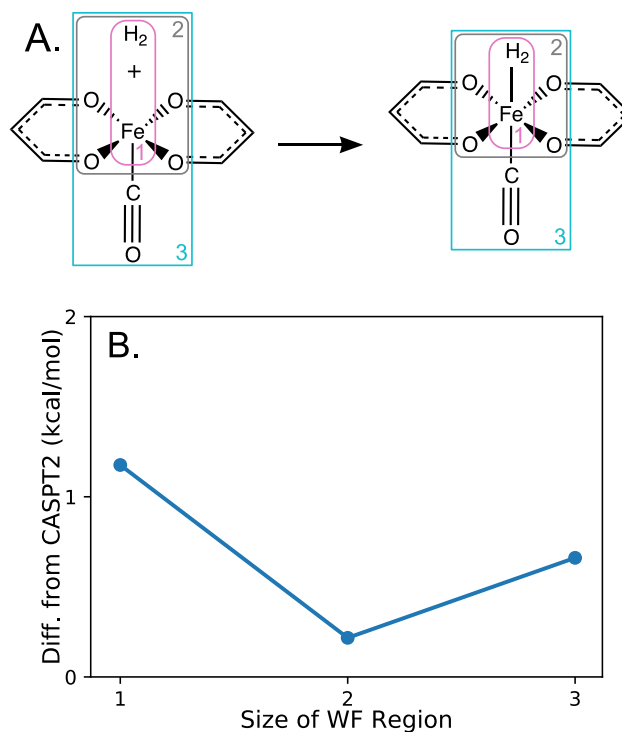 A.
H2
2
+
O
O
Fe
1
O
O
C
O
3
H2
2
O
O
Fe
1
O
O
C
O
3
B.
Diff. from CASPT2 (kcal/mol)
2
1
0
1
2
3
Size of WF Region